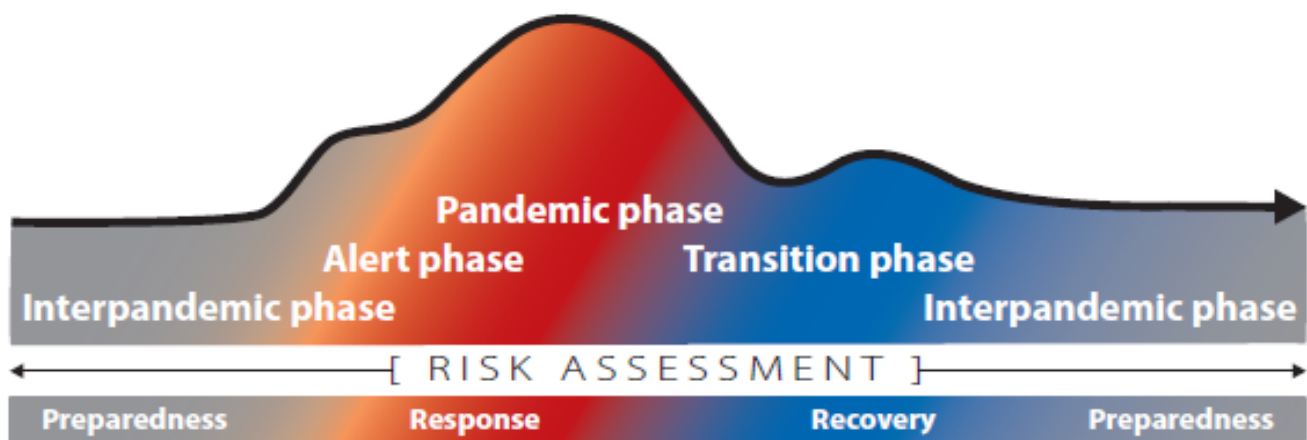 Pandemic phase
Alert phase
Transition phase
Interpandemic phase
Interpandemic phase
[ RISK ASSESSMENT ]
Preparedness
Response
Recovery
Preparedness